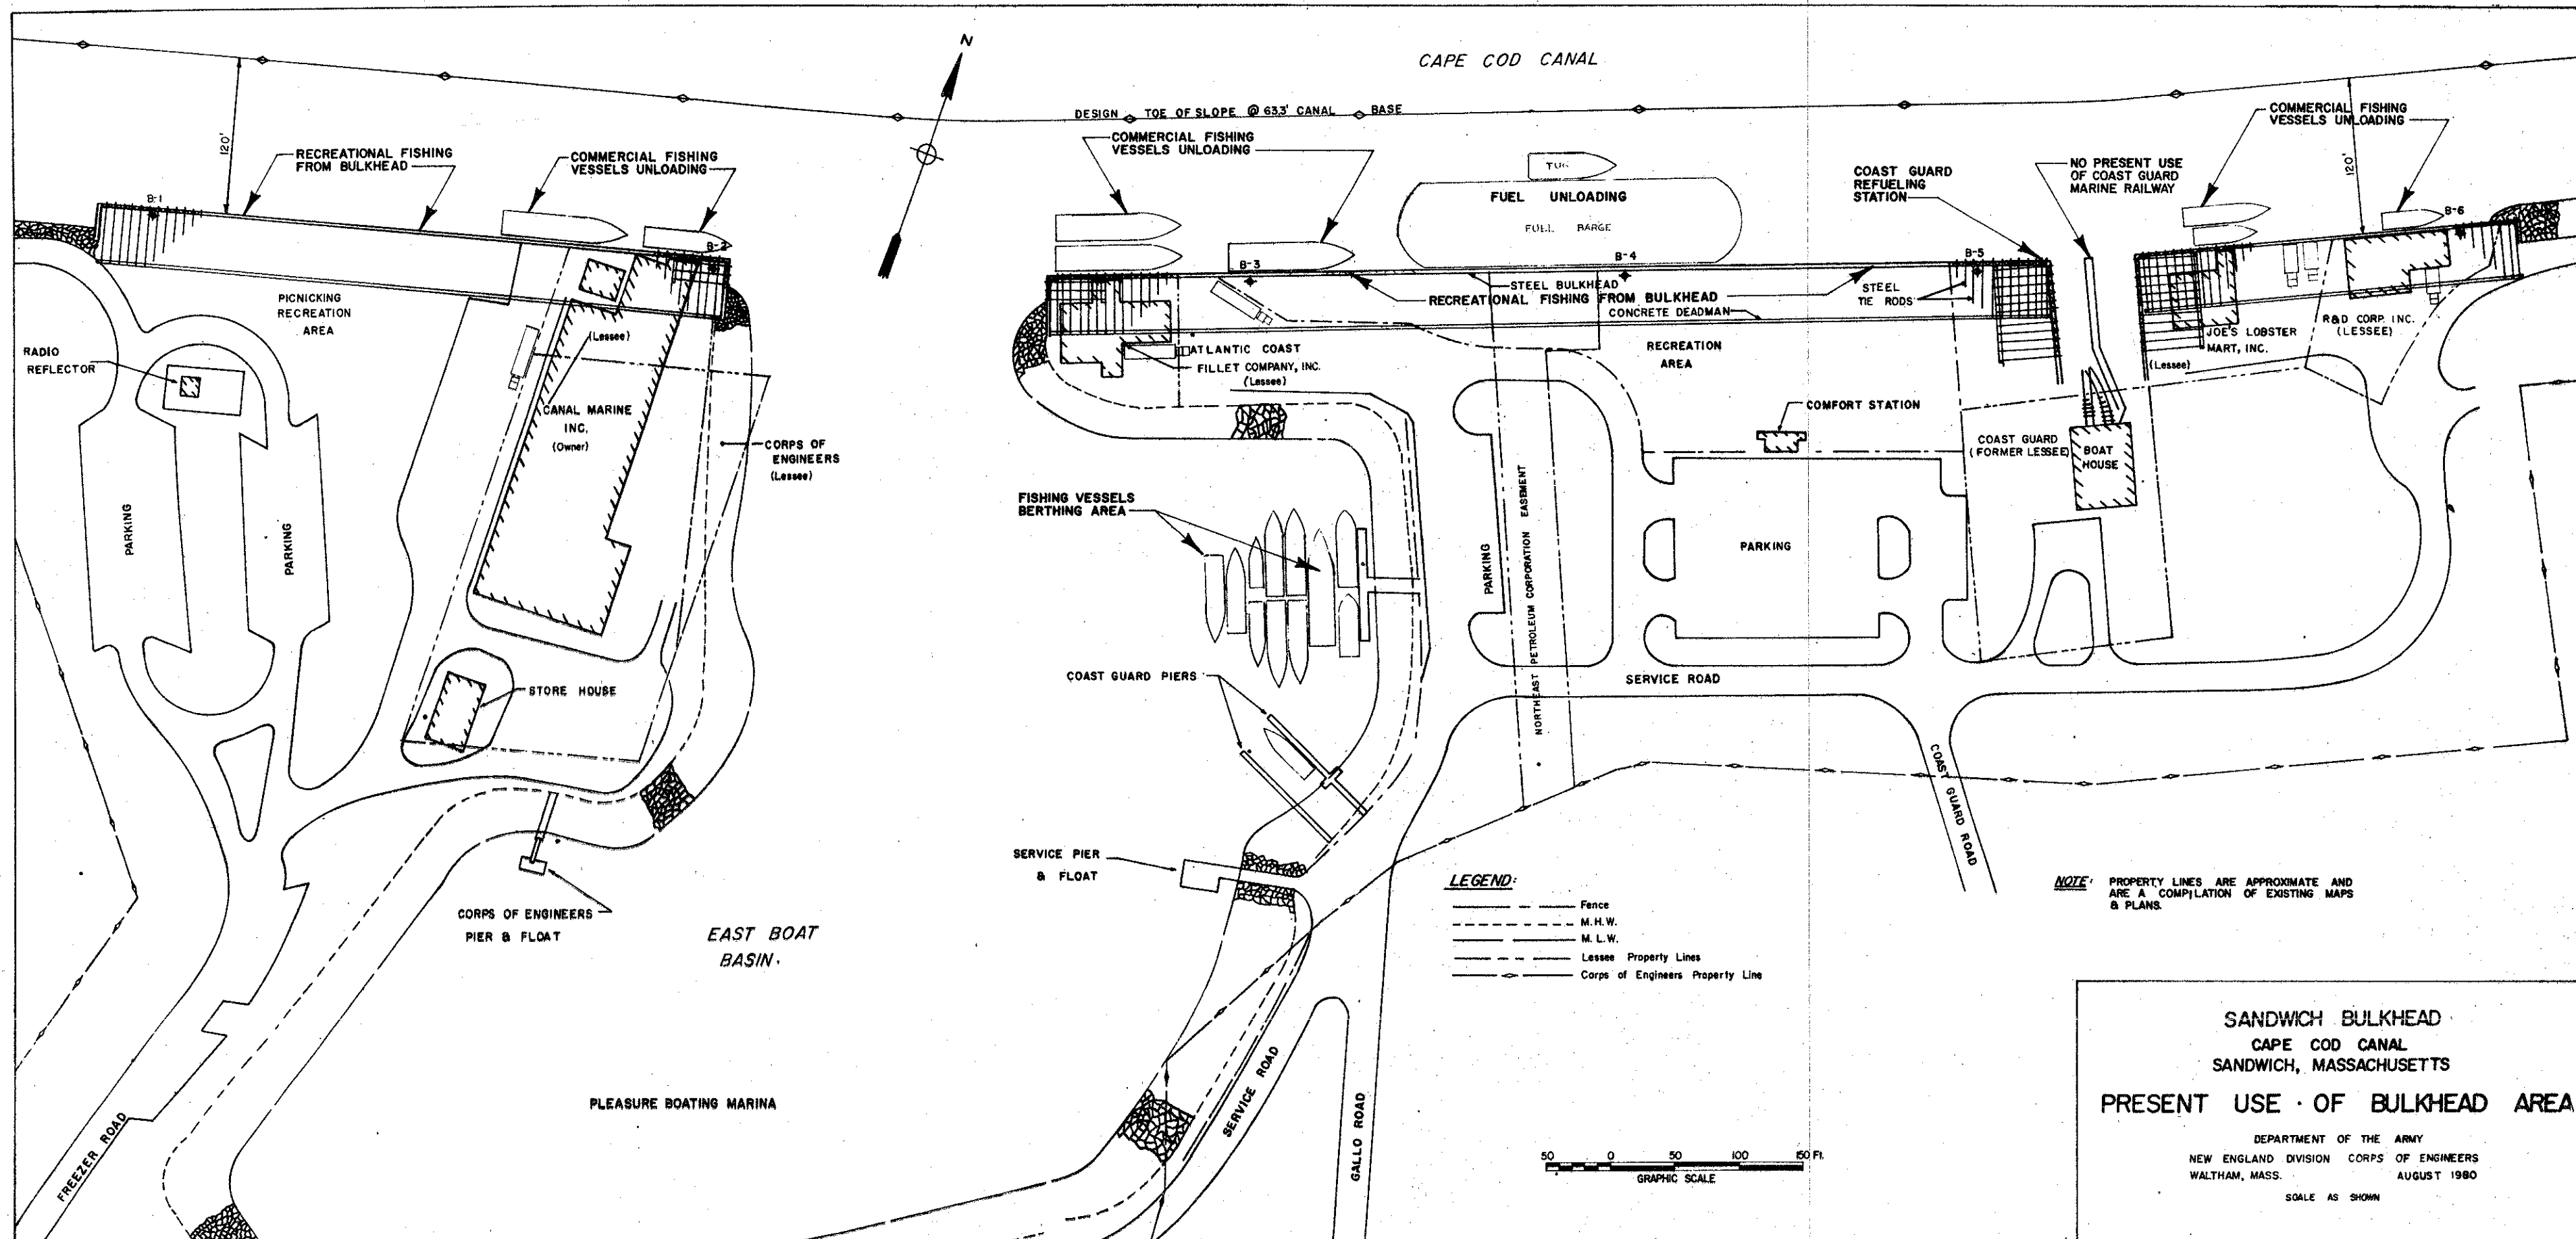 N
CAPE COD CANAL
DESIGN TOE OF SLOPE @ 633' CANAL BASE
120'
RECREATIONAL FISHING
FROM BULKHEAD
COMMERCIAL FISHING
VESSELS UNLOADING
COMMERCIAL FISHING
VESSELS UNLOADING
TUG
FUEL UNLOADING
BARGE
COAST GUARD
REFUELING
STATION
NO PRESENT USE
OF COAST GUARD
MARINE RAILWAY
COMMERCIAL FISHING
VESSELS UNLOADING
120'
B-1
B-2
B-3
B-4
B-5
B-6
STEEL BULKHEAD
RECREATIONAL FISHING FROM BULKHEAD
STEEL
TIE RODS
CONCRETE DEADMAN
PICNICKING
RECREATION
AREA
RADIO
REFLECTOR
(Lessee)
CANAL MARINE
INC.
(Owner)
CORPS OF
ENGINEERS
(Lessee)
ATLANTIC COAST
FILLET COMPANY, INC.
(Lessee)
RECREATION
AREA
COMFORT STATION
COAST GUARD
(FORMER LESSEE)
BOAT
HOUSE
JOE'S LOBSTER
MART, INC.
(Lessee)
R&D CORP. INC.
(LESSEE)
PARKING
PARKING
FISHING VESSELS
BERTHING AREA
PARKING
NORTHEAST PETROLEUM CORPORATION EASEMENT
PARKING
STORE HOUSE
COAST GUARD PIERS
SERVICE ROAD
COAST GUARD ROAD
SERVICE PIER
& FLOAT
CORPS OF ENGINEERS
PIER & FLOAT
EAST BOAT
BASIN.
PLEASURE BOATING MARINA
FREEZER ROAD
SERVICE ROAD
GALLO ROAD
LEGEND:
Fence
M.H.W.
M.L.W.
Lessee Property Lines
Corps of Engineers Property Line
NOTE: PROPERTY LINES ARE APPROXIMATE AND
ARE A COMPILATION OF EXISTING MAPS
& PLANS.
50 0 50 100 150 Ft.
GRAPHIC SCALE
SANDWICH BULKHEAD
CAPE COD CANAL
SANDWICH, MASSACHUSETTS
PRESENT USE OF BULKHEAD AREA
DEPARTMENT OF THE ARMY
NEW ENGLAND DIVISION CORPS OF ENGINEERS
WALTHAM, MASS. AUGUST 1980
SCALE AS SHOWN